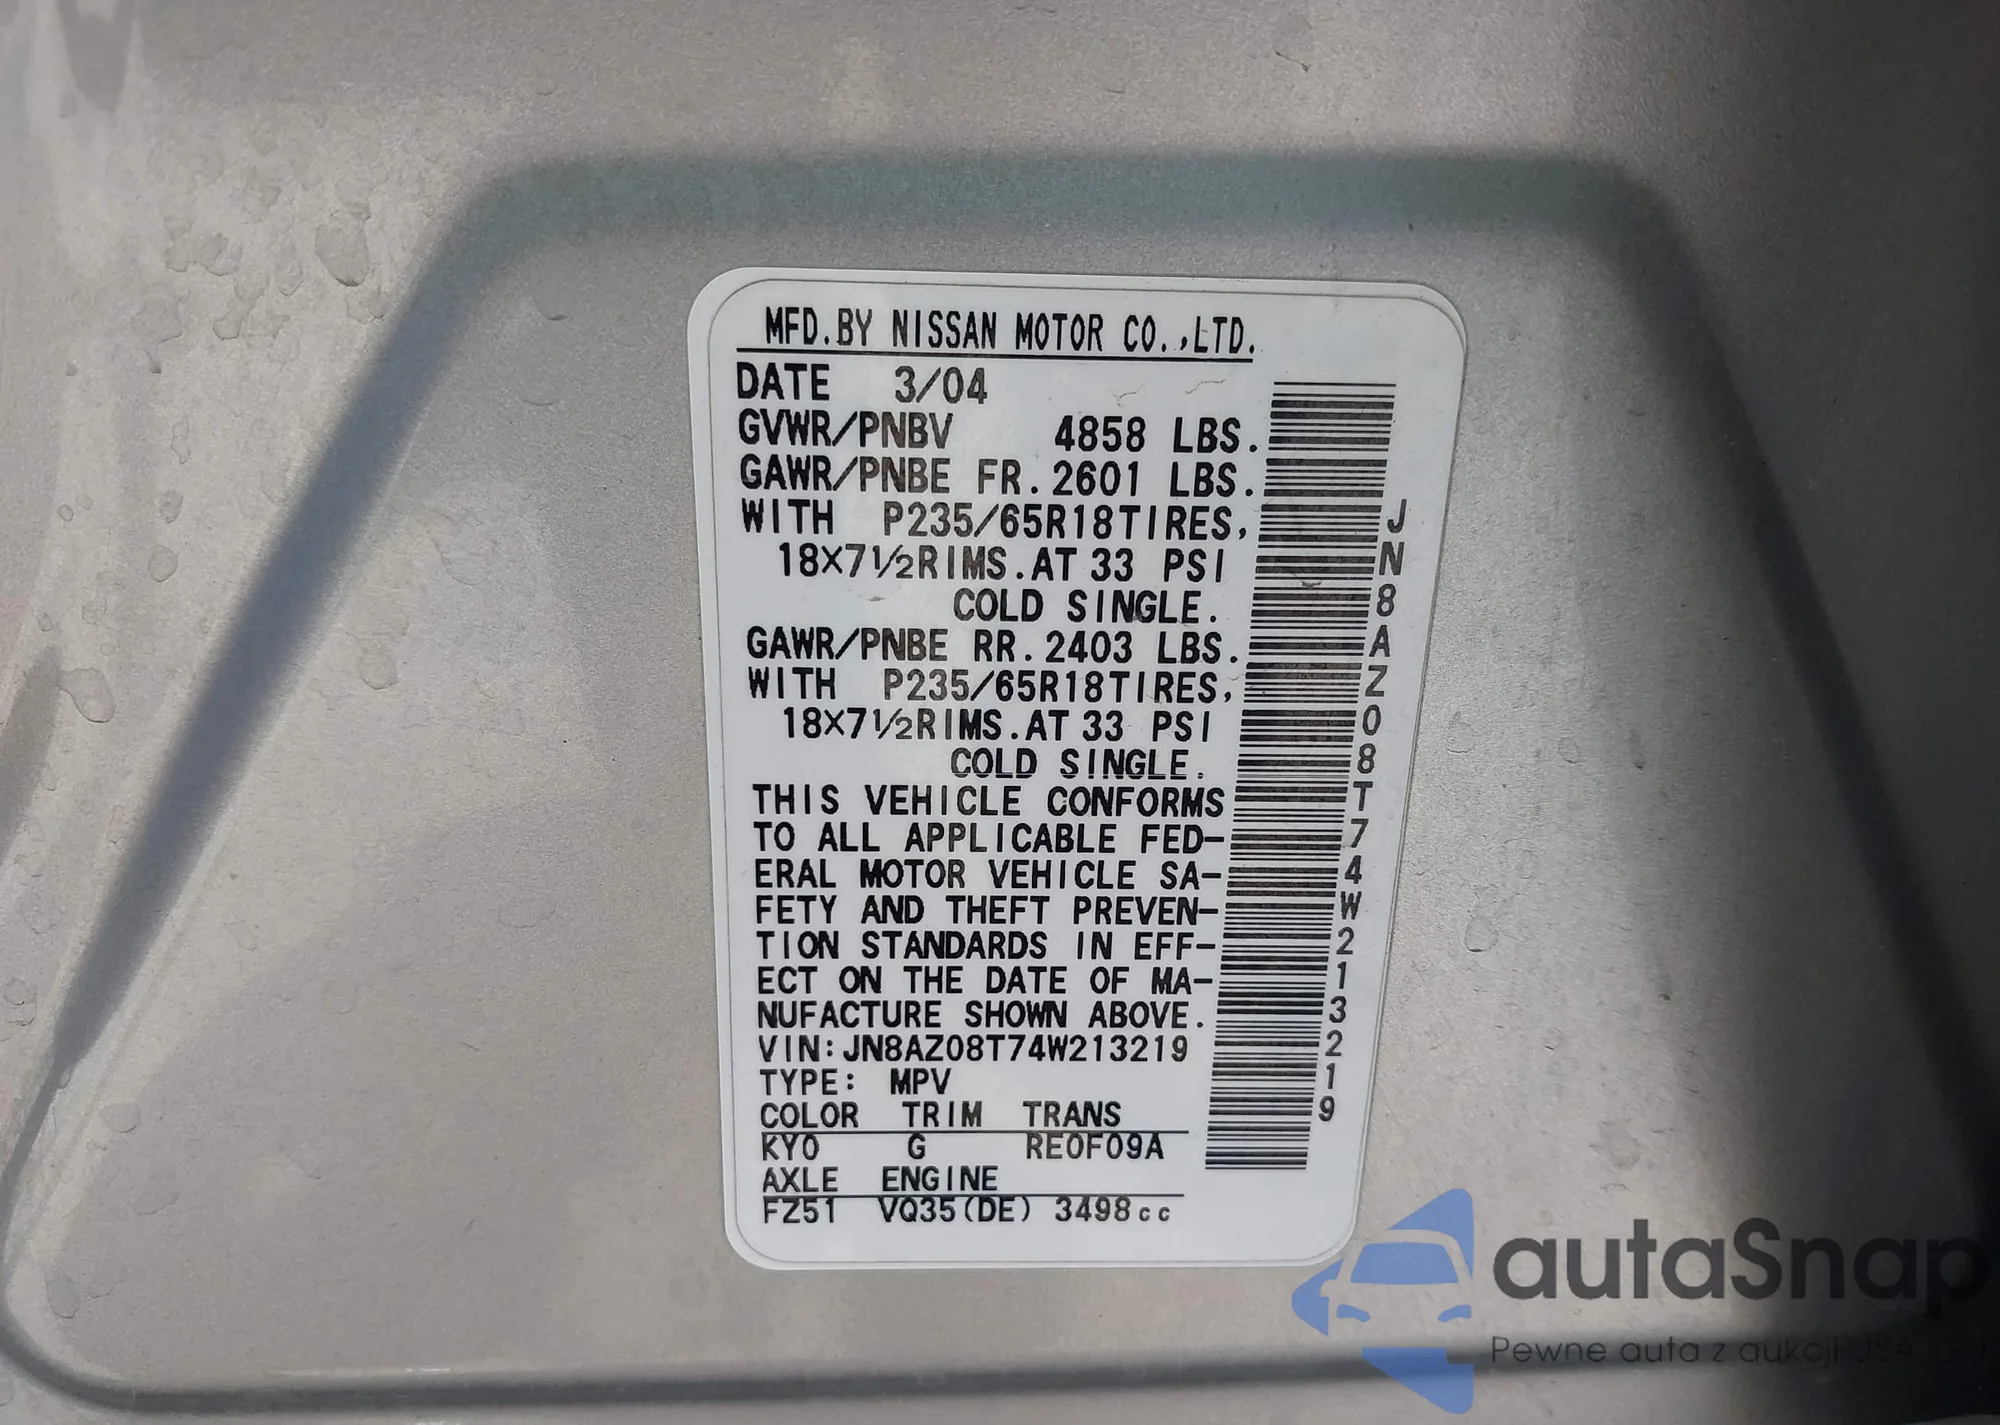 MFD.BY NISSAN MOTOR CO.,LTD.
DATE 3/04
GVWR/PNBV 4858 LBS.
GAWR/PNBE FR.2601 LBS.
WITH P235/65R18TIRES,
18X7½RIMS.AT 33 PSI
COLD SINGLE.
GAWR/PNBE RR.2403 LBS.
WITH P235/65R18TIRES,
18X7½RIMS.AT 33 PSI
COLD SINGLE.
THIS VEHICLE CONFORMS
TO ALL APPLICABLE FED-
ERAL MOTOR VEHICLE SA-
FETY AND THEFT PREVEN-
TION STANDARDS IN EFF-
ECT ON THE DATE OF MA-
NUFACTURE SHOWN ABOVE.
VIN:JN8AZ08T74W213219
TYPE: MPV
COLOR TRIM TRANS
KY0 G RE0F09A
AXLE ENGINE
FZ51 VQ35(DE) 3498cc
JN8AZ08T74W213219
autaSnap
Pewne auta z aukcji USA